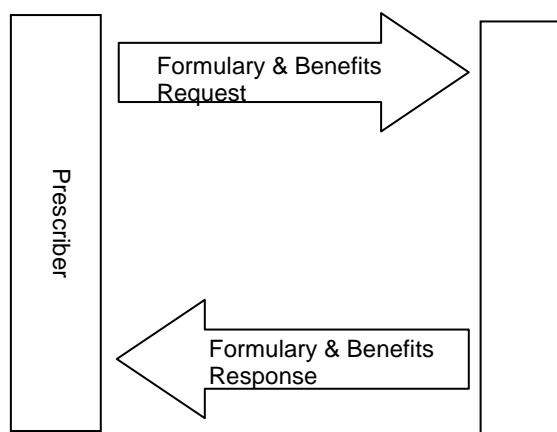 Formulary & Benefits
Request
Prescriber
Formulary & Benefits
Response